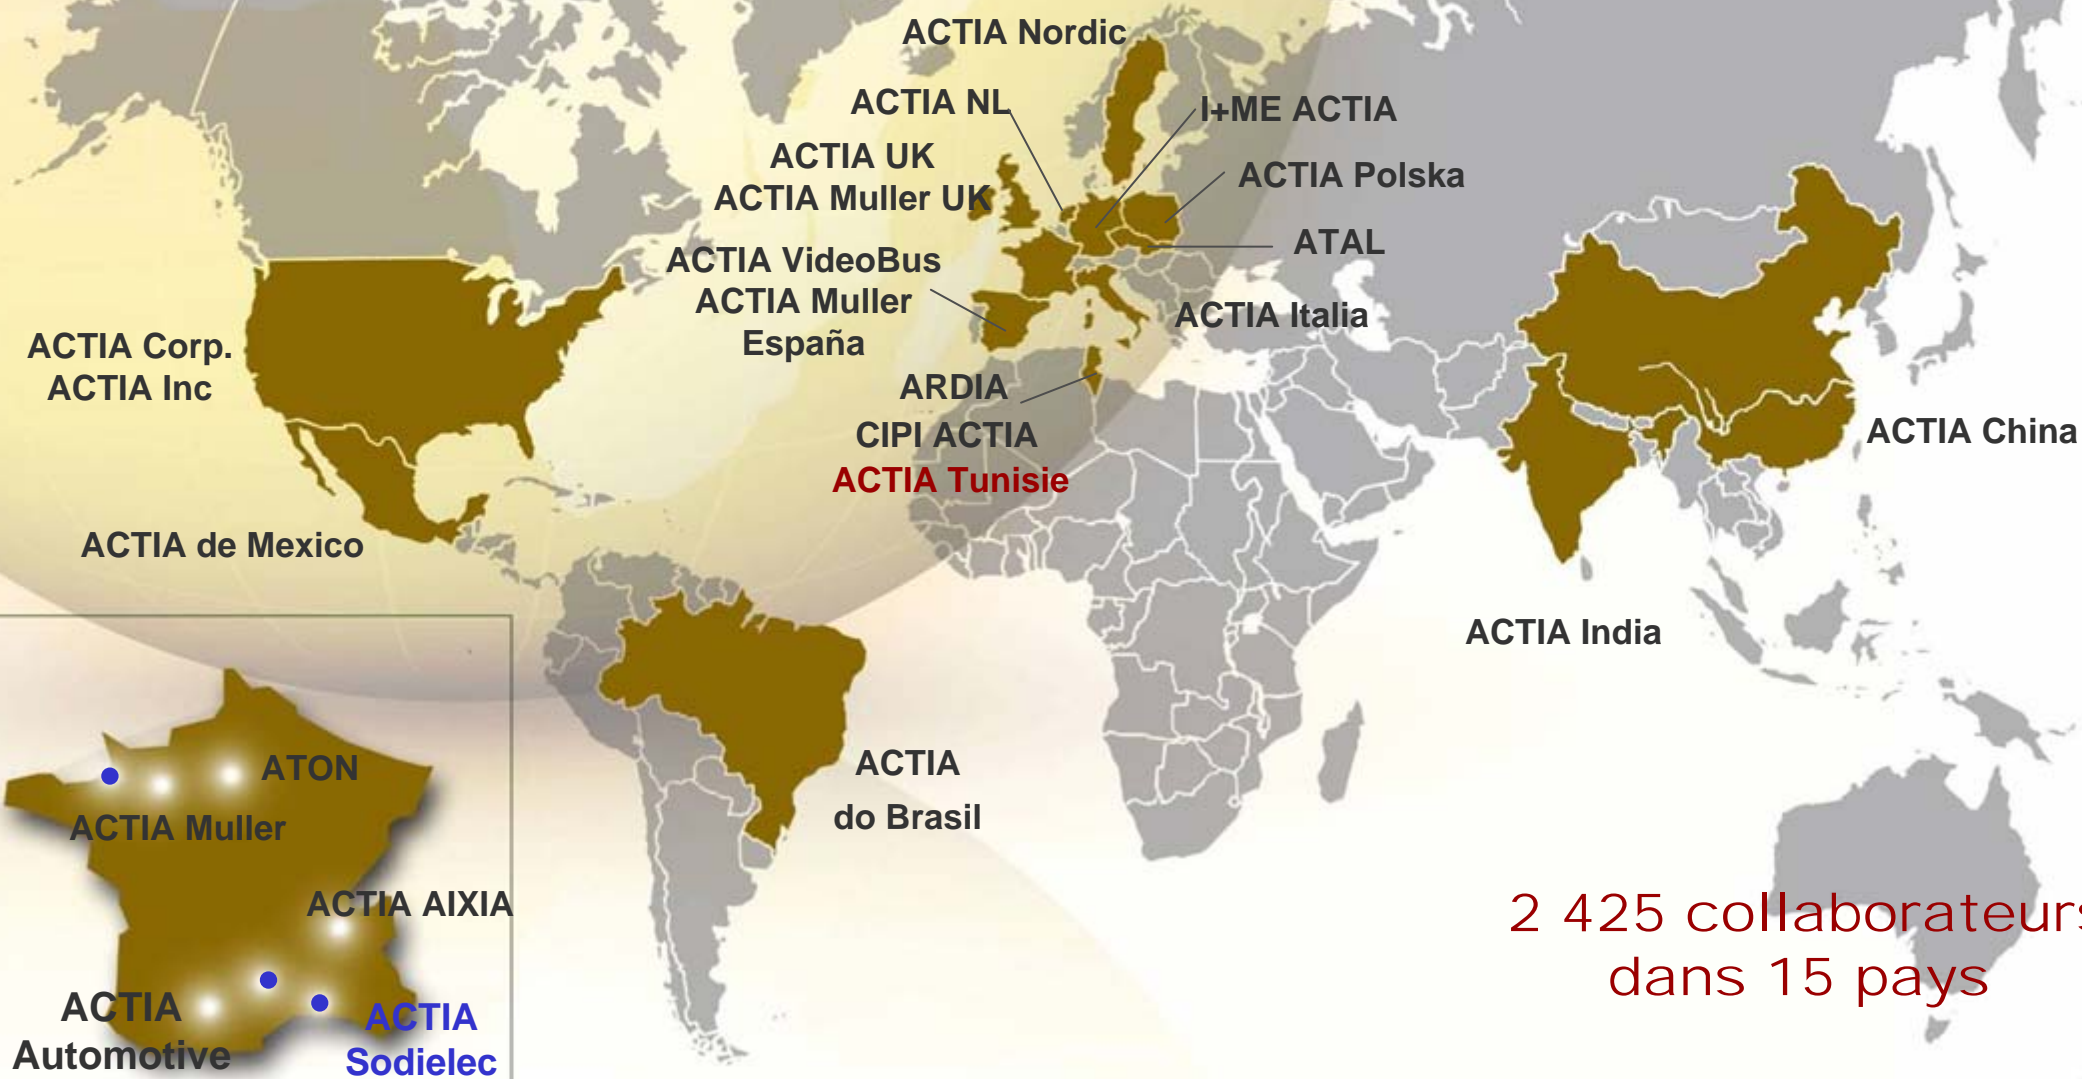 ACTIA Nordic
ACTIA NL
I+ME ACTIA
ACTIA UK
ACTIA Muller UK
ACTIA Polska
ATAL
ACTIA VideoBus
ACTIA Muller
España
ACTIA Italia
ACTIA Corp.
ACTIA Inc
ARDIA
CIPI ACTIA
ACTIA Tunisie
ACTIA China
ACTIA de Mexico
ACTIA India
ACTIA
do Brasil
ATON
ACTIA Muller
ACTIA AIXIA
ACTIA
Automotive
ACTIA
Sodielec
2 425 collaborateurs
dans 15 pays